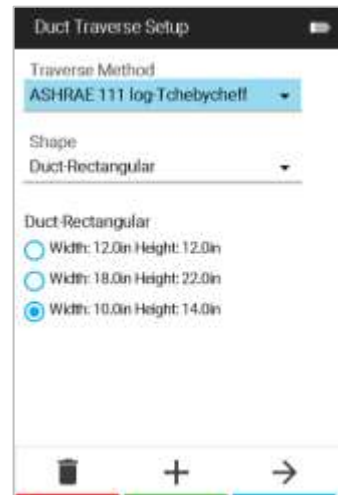 Duct Traverse Setup
Traverse Method
ASHRAE 111 log-Tchebycheff
Shape
Duct-Rectangular
Duct-Rectangular
Width: 12.0in Height: 12.0in
Width: 18.0in Height: 22.0in
Width: 10.0in Height: 14.0in